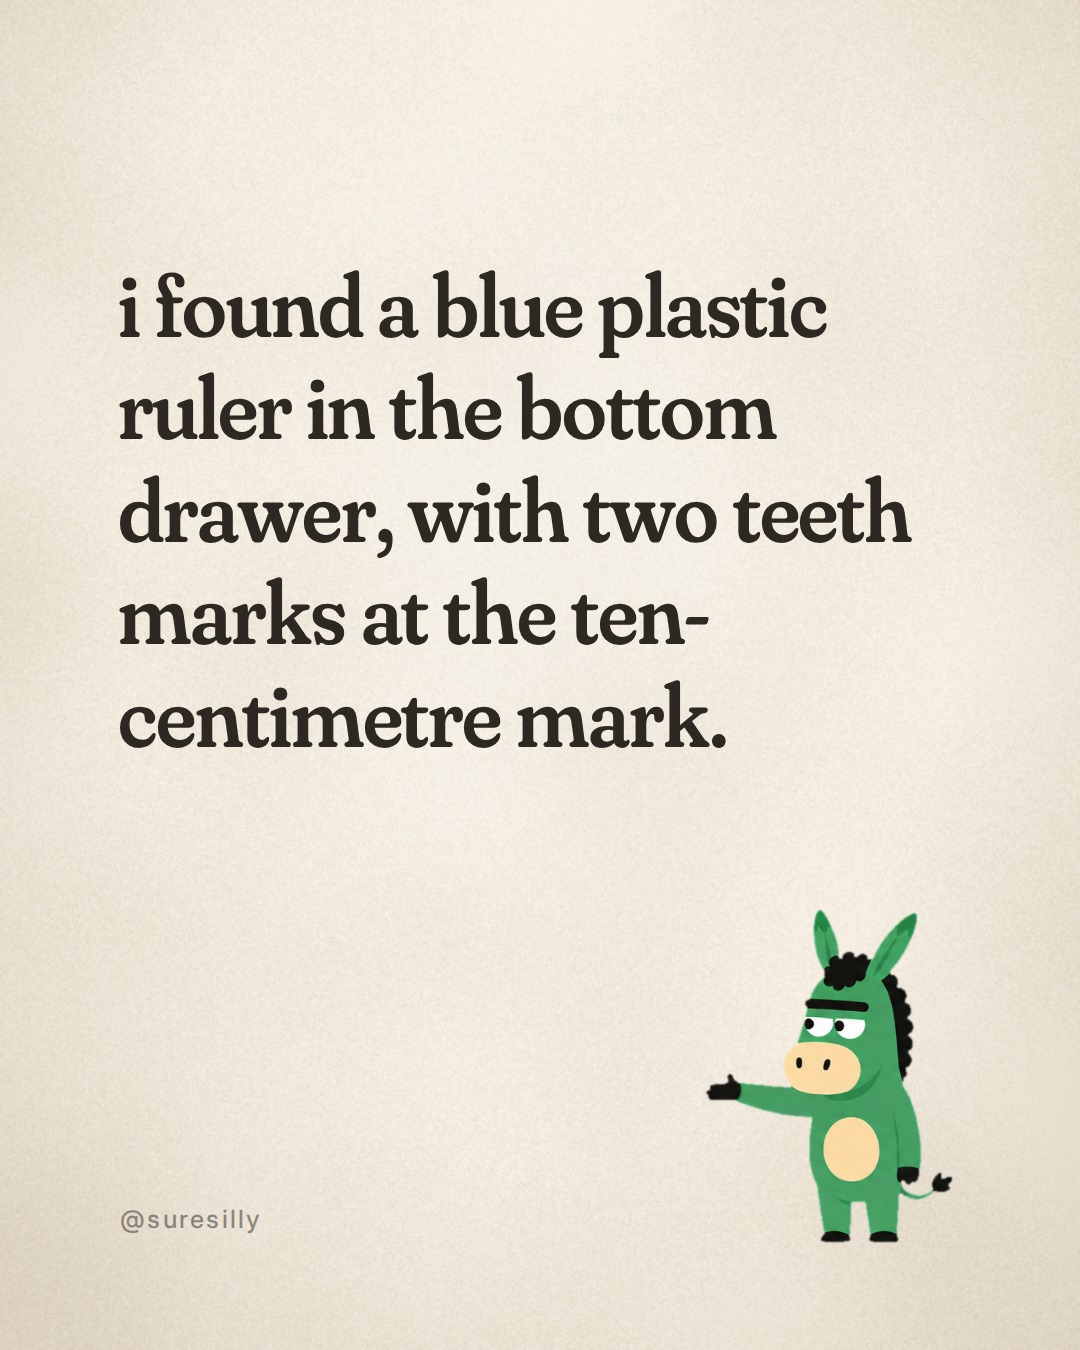 i found a blue plastic
ruler in the bottom
drawer, with two teeth
marks at the ten-
centimetre mark.
@suresilly